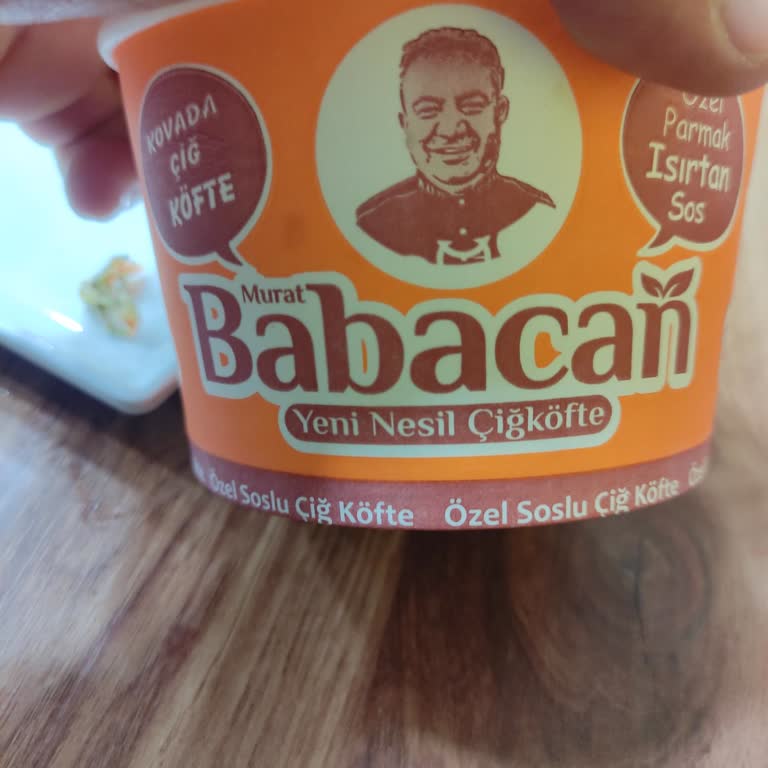 KOVADA
ÇİĞ
KÖFTE
Özel
Parmak
Isırtan
Sos
Murat
Babacan
Yeni Nesil Çiğköfte
Özel Soslu Çiğ Köfte Özel Soslu Çiğ Köfte